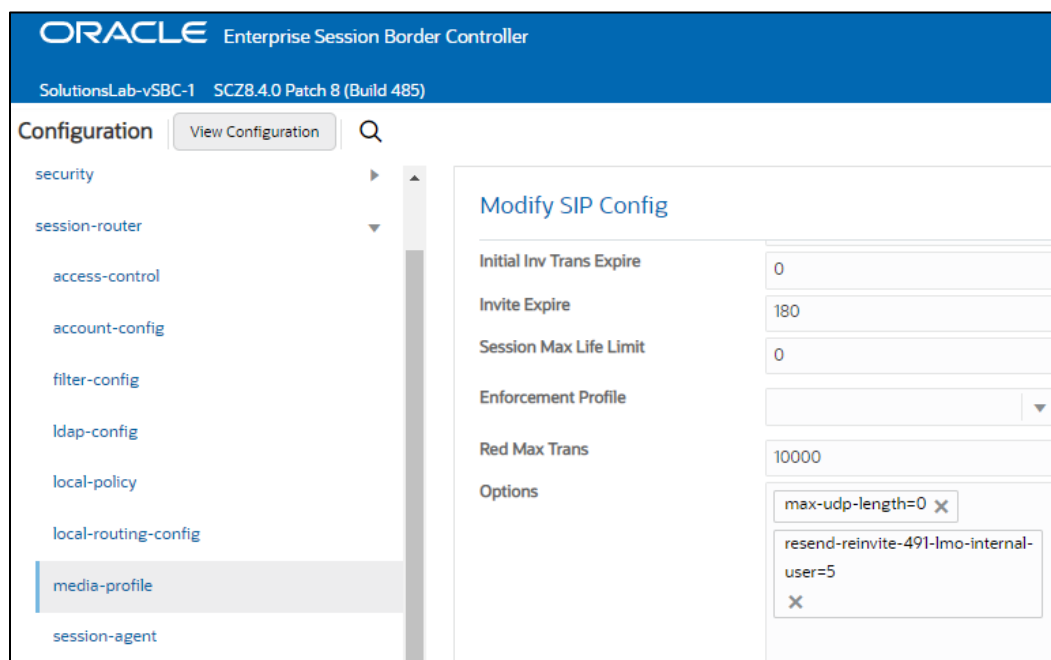 ORACLE Enterprise Session Border Controller
SolutionsLab-vSBC-1 SCZ8.4.0 Patch 8 (Build 485)
Configuration View Configuration
security
session-router
access-control
account-config
filter-config
ldap-config
local-policy
local-routing-config
media-profile
session-agent
Modify SIP Config
Initial Inv Trans Expire 0
Invite Expire 180
Session Max Life Limit 0
Enforcement Profile
Red Max Trans 10000
Options
max-udp-length=0
resend-reinvite-491-lmo-internal-
user=5